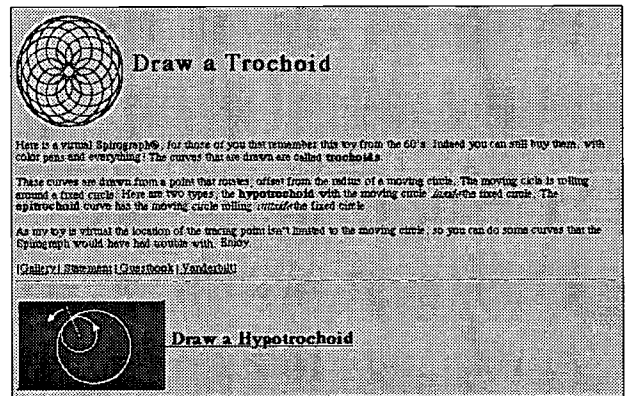 Draw a Trochoid
Here is a virtual Spirograph®, for those of you that remember this toy from the 60's. Indeed you can still buy them, with
color pens and everything! The curves that are drawn are called trochoids.
These curves are drawn from a point that rotates, offset from the radius of a moving circle. The moving cicle is rolling
around a fixed circle. Here are two types, the hypotrochoid with the moving circle inside the fixed circle. The
epitrochoid curve has the moving circle rolling outside the fixed circle.
As my toy is virtual the location of the tracing point isn't limited to the moving circle, so you can do some curves that the
Spirograph would have had trouble with. Enjoy.
[Gallery| Statement | Guestbook | Vanderbilt]
Draw a Hypotrochoid